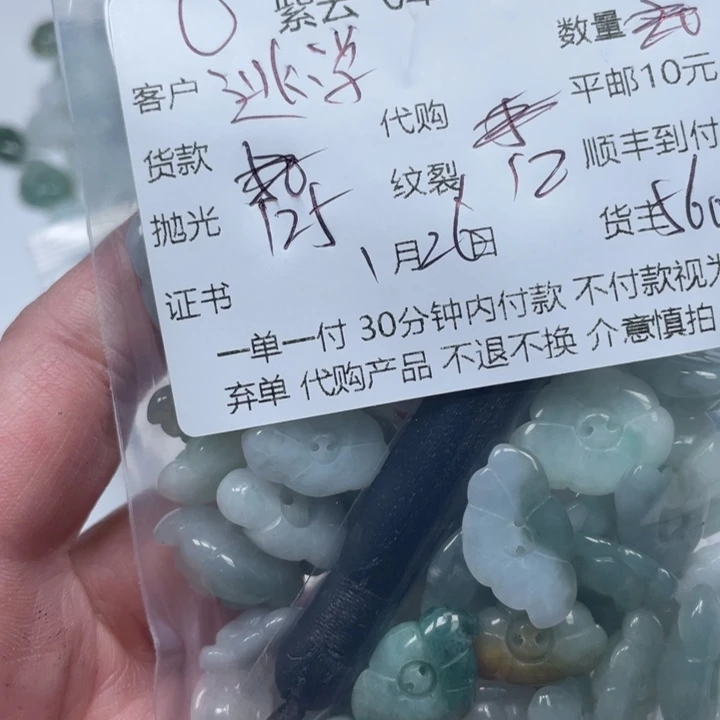 紫云
数量
客户
代购 平邮10元
货款 纹裂 12 顺丰到付
抛光 125 货主 560
1月26日
证书
一单一付 30分钟内付款 不付款视为
弃单 代购产品 不退不换 介意慎拍